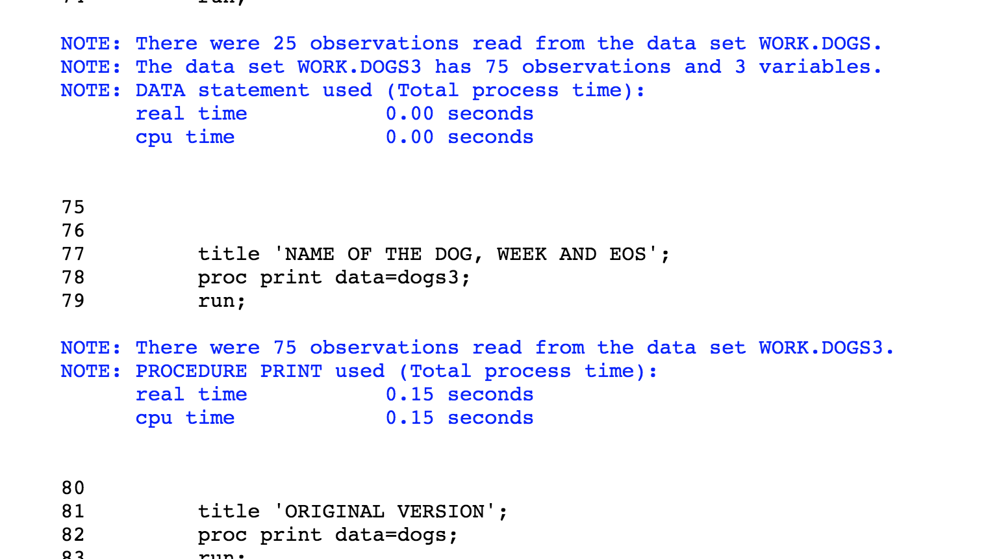 74 run;
NOTE: There were 25 observations read from the data set WORK.DOGS.
NOTE: The data set WORK.DOGS3 has 75 observations and 3 variables.
NOTE: DATA statement used (Total process time):
real time 0.00 seconds
cpu time 0.00 seconds
75
76
77 title 'NAME OF THE DOG, WEEK AND EOS';
78 proc print data=dogs3;
79 run;
NOTE: There were 75 observations read from the data set WORK.DOGS3.
NOTE: PROCEDURE PRINT used (Total process time):
real time 0.15 seconds
cpu time 0.15 seconds
80
81 title 'ORIGINAL VERSION';
82 proc print data=dogs;
83 run;